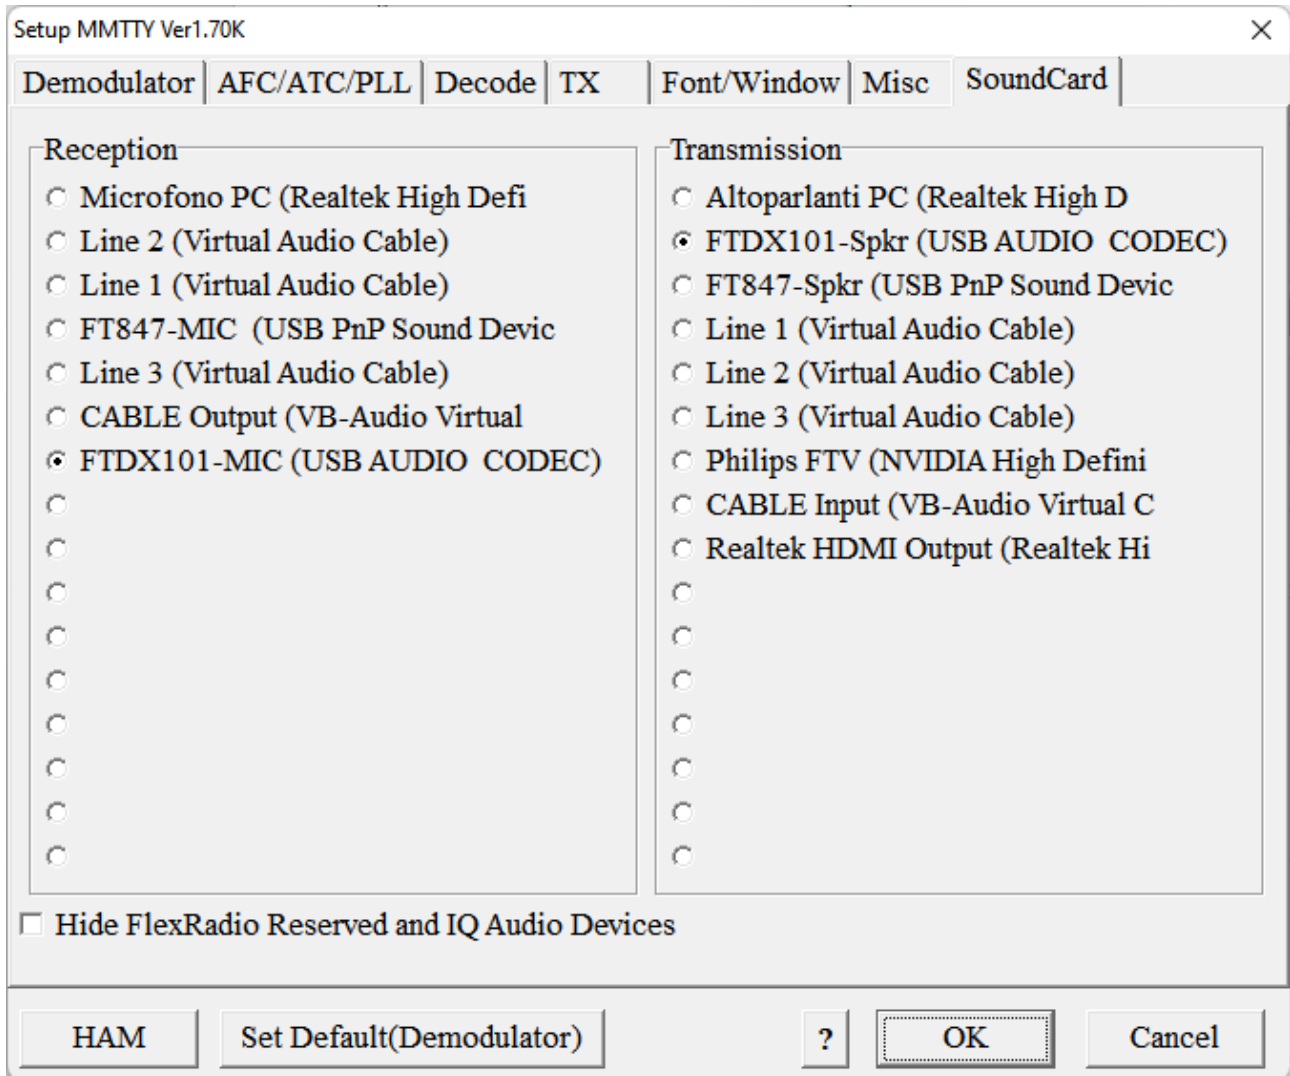 Setup MMTTY Ver1.70K
Demodulator AFC/ATC/PLL Decode TX Font/Window Misc SoundCard
Reception
Microfono PC (Realtek High Defi
Line 2 (Virtual Audio Cable)
Line 1 (Virtual Audio Cable)
FT847-MIC  (USB PnP Sound Devic
Line 3 (Virtual Audio Cable)
CABLE Output (VB-Audio Virtual
FTDX101-MIC (USB AUDIO  CODEC)
Transmission
Altoparlanti PC (Realtek High D
FTDX101-Spkr (USB AUDIO  CODEC)
FT847-Spkr (USB PnP Sound Devic
Line 1 (Virtual Audio Cable)
Line 2 (Virtual Audio Cable)
Line 3 (Virtual Audio Cable)
Philips FTV (NVIDIA High Defini
CABLE Input (VB-Audio Virtual C
Realtek HDMI Output (Realtek Hi
Hide FlexRadio Reserved and IQ Audio Devices
HAM Set Default(Demodulator) ? OK Cancel